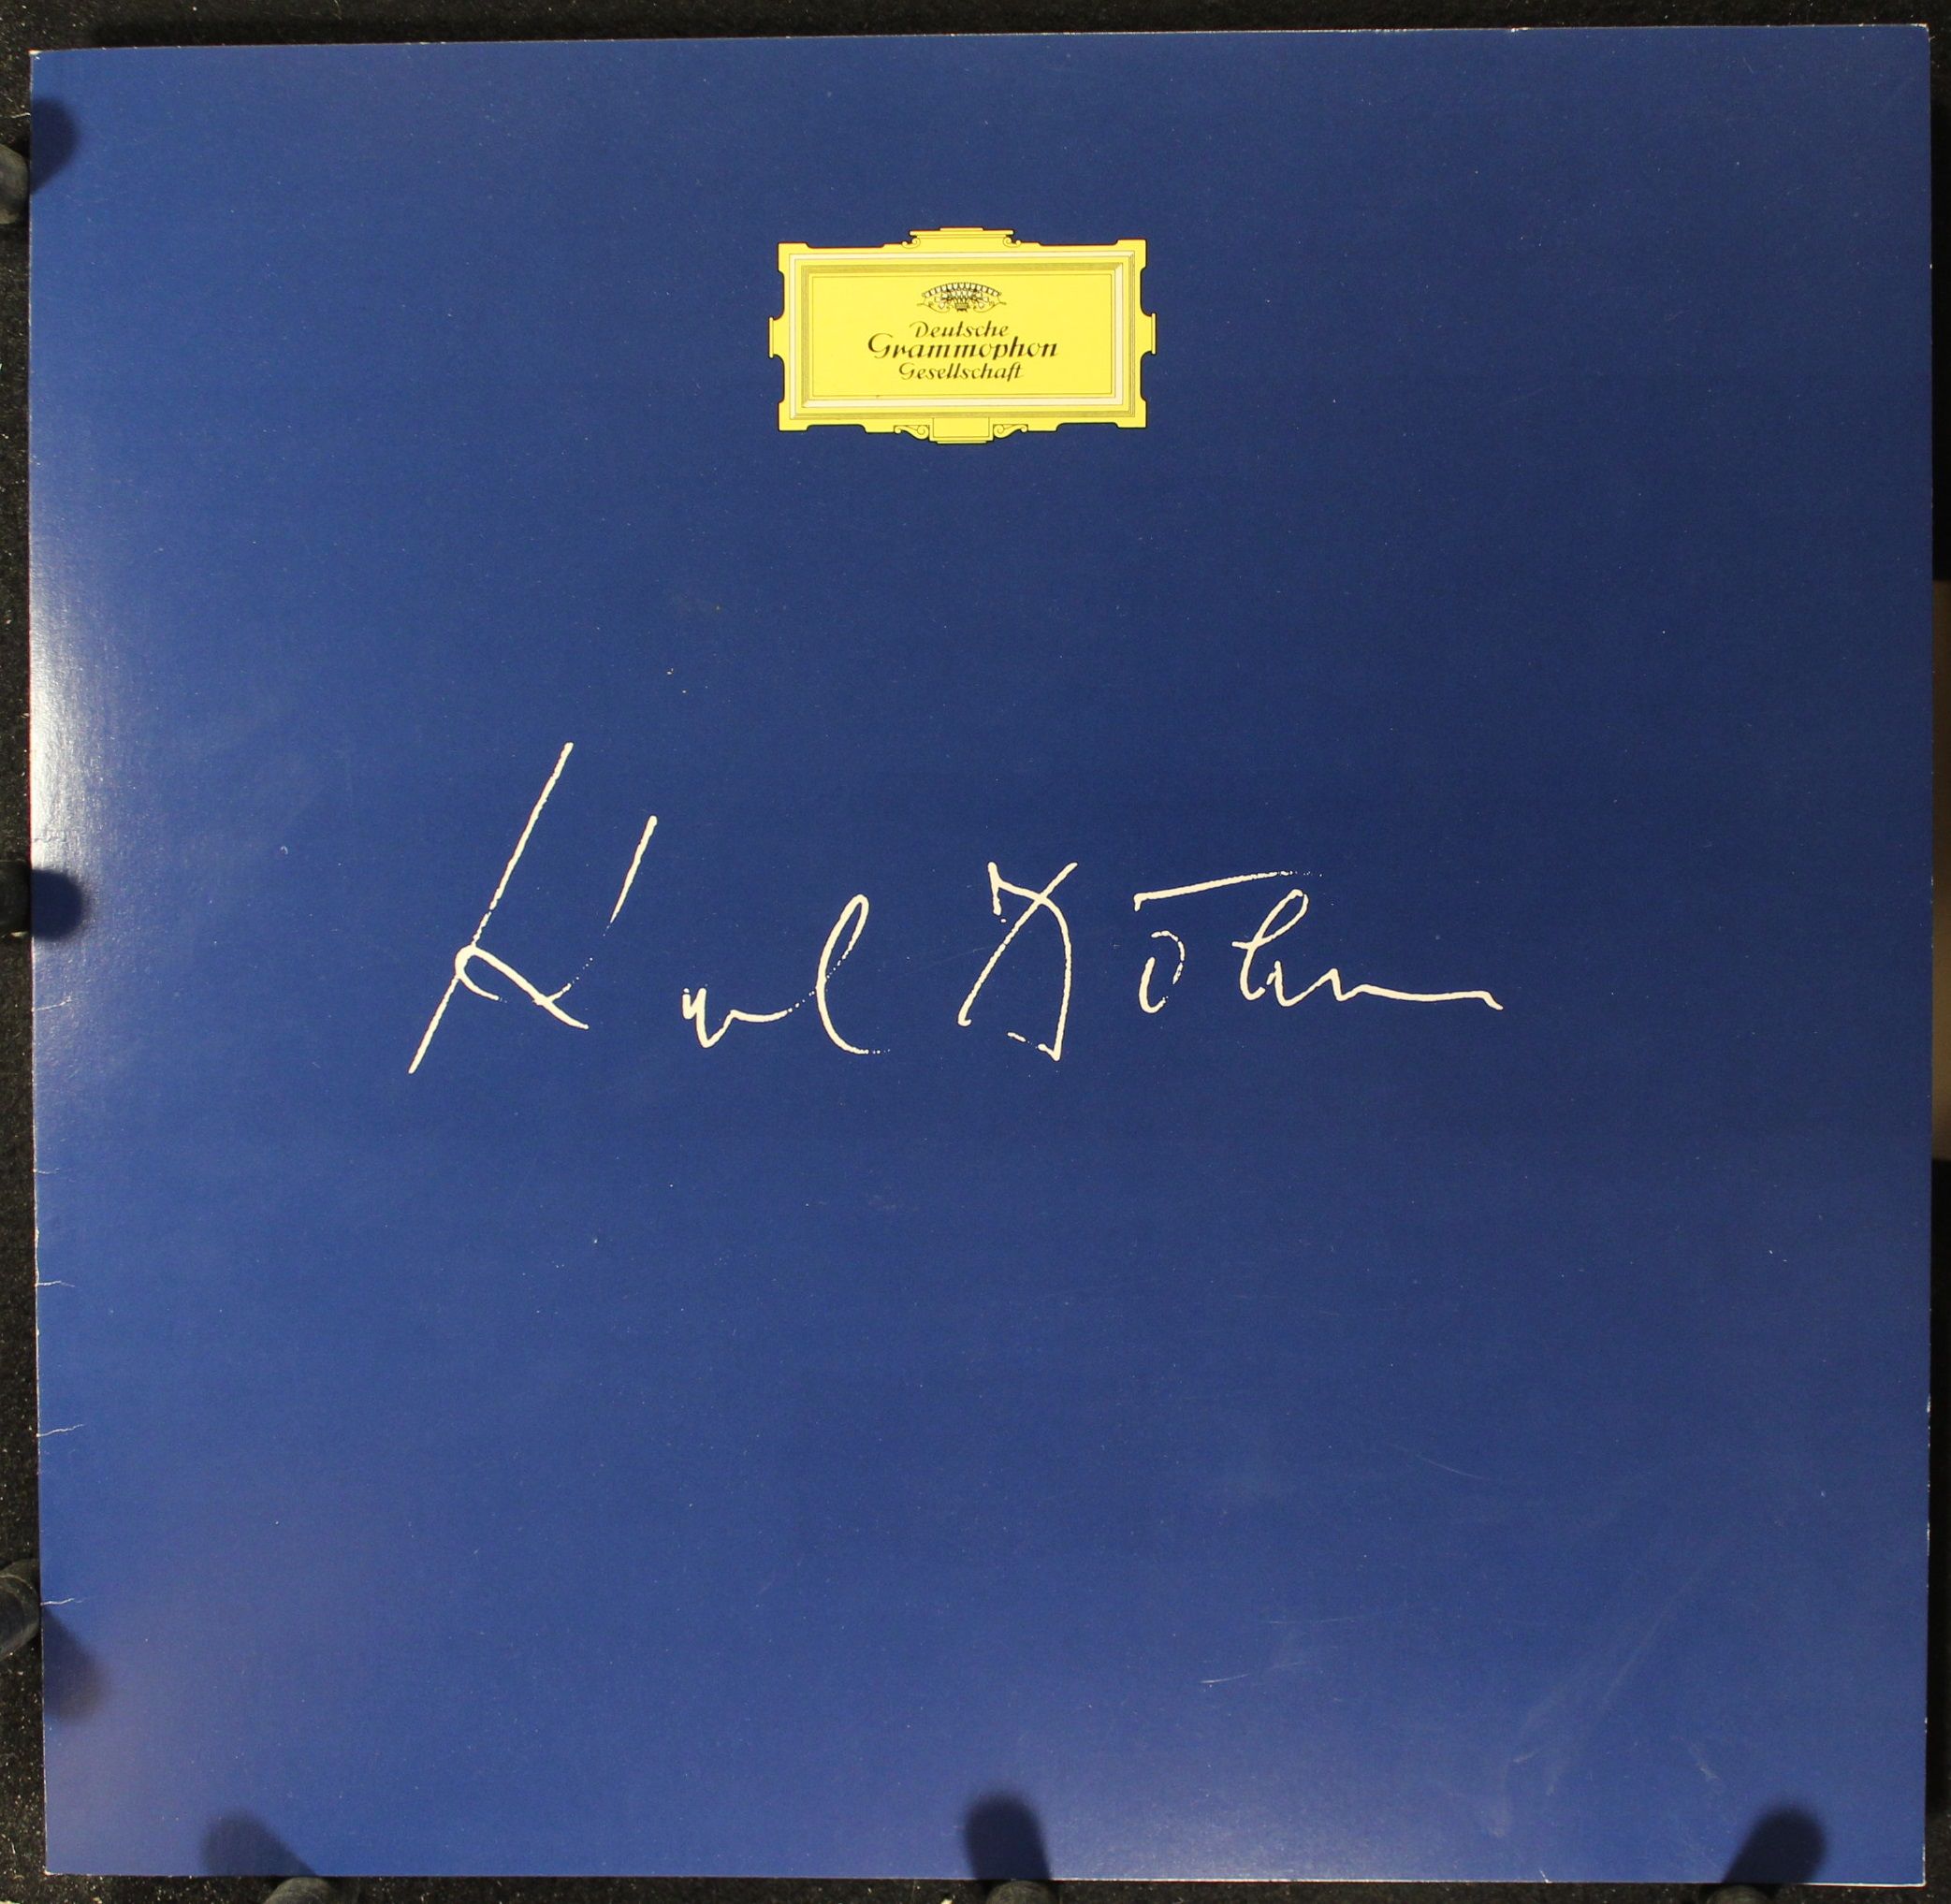 Deutsche
Grammophon
Gesellschaft
Karl Böhm